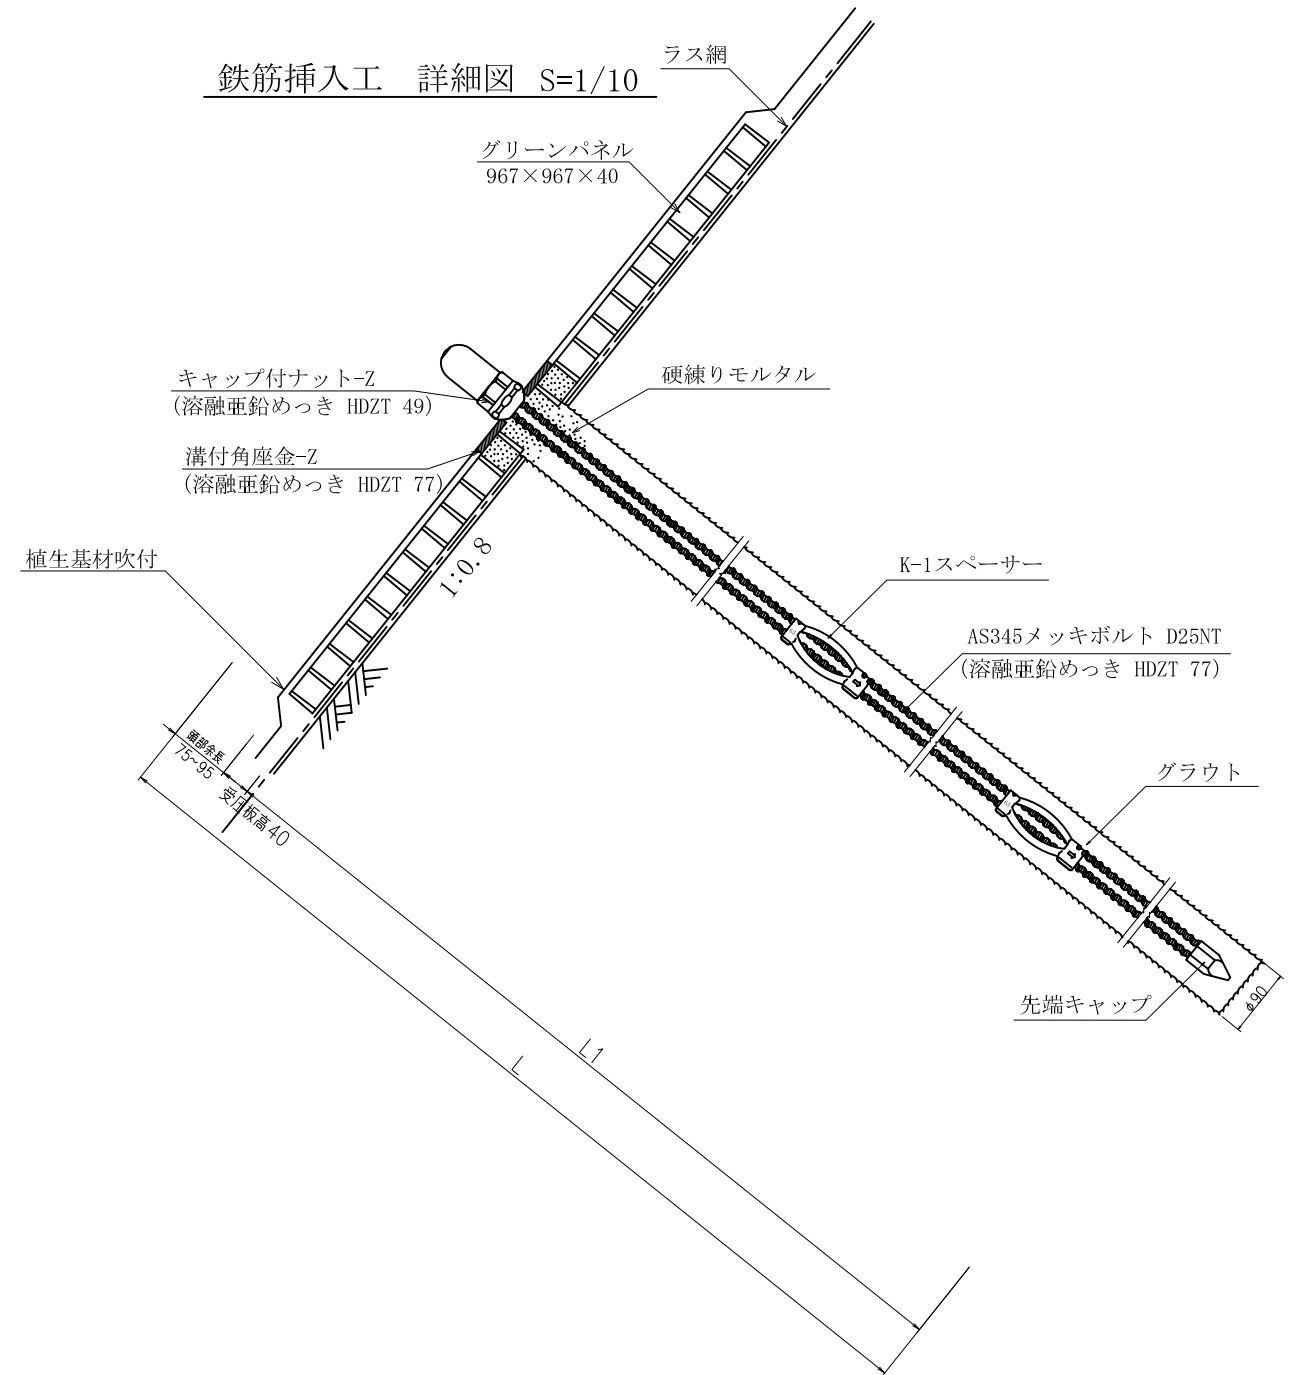 鉄筋挿入工　詳細図 S=1/10
ラス網
グリーンパネル
967×967×40
キャップ付ナット-Z
(溶融亜鉛めっき HDZT 49)
硬練りモルタル
溝付角座金-Z
(溶融亜鉛めっき HDZT 77)
植生基材吹付
1:0.8
K-1スペーサー
AS345メッキボルト D25NT
(溶融亜鉛めっき HDZT 77)
頭部余長
75~95
受圧板高40
グラウト
先端キャップ
φ90
L1
L